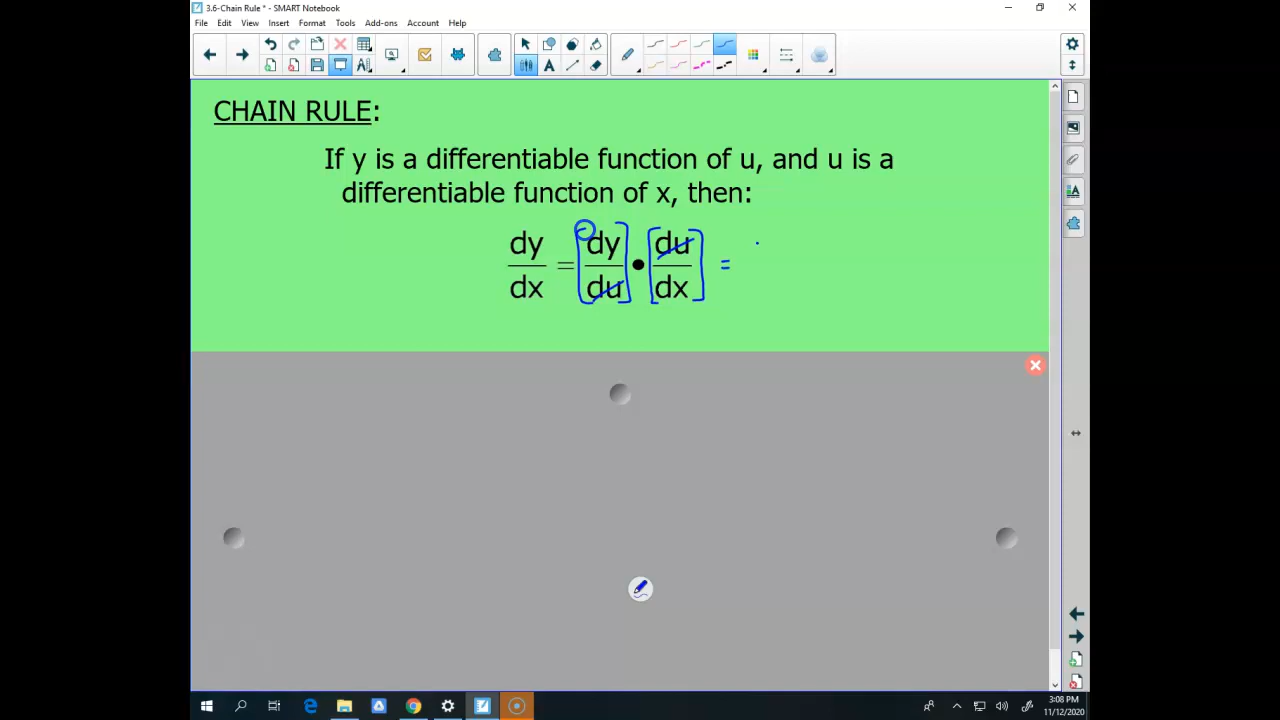 3.6-Chain Rule * - SMART Notebook
File Edit View Insert Format Tools Add-ons Account Help
CHAIN RULE:
If y is a differentiable function of u, and u is a
differentiable function of x, then:
dy/dx = [dy/du] • [du/dx] =
3:08 PM
11/12/2020